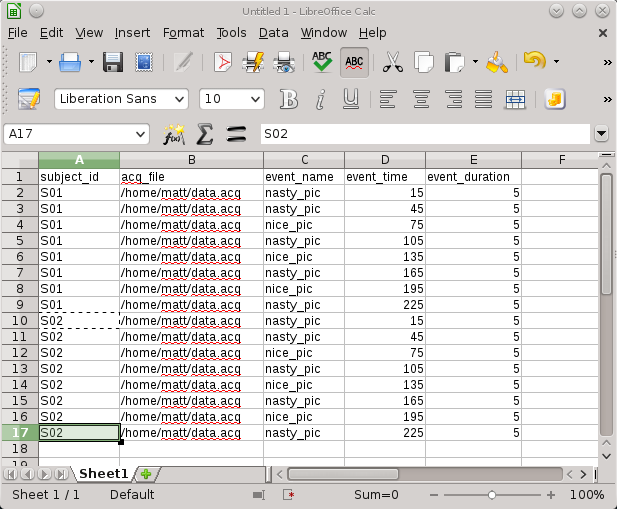 Untitled 1 - LibreOffice Calc
File Edit View Insert Format Tools Data Window Help
ABC ABC »
Liberation Sans 10 B I U »
A17 f(x) Σ = S02
A B C D E F
1 subject_id acq_file event_name event_time event_duration
2 S01 /home/matt/data.acq nasty_pic 15 5
3 S01 /home/matt/data.acq nasty_pic 45 5
4 S01 /home/matt/data.acq nice_pic 75 5
5 S01 /home/matt/data.acq nasty_pic 105 5
6 S01 /home/matt/data.acq nice_pic 135 5
7 S01 /home/matt/data.acq nasty_pic 165 5
8 S01 /home/matt/data.acq nice_pic 195 5
9 S01 /home/matt/data.acq nasty_pic 225 5
10 S02 /home/matt/data.acq nasty_pic 15 5
11 S02 /home/matt/data.acq nasty_pic 45 5
12 S02 /home/matt/data.acq nice_pic 75 5
13 S02 /home/matt/data.acq nasty_pic 105 5
14 S02 /home/matt/data.acq nice_pic 135 5
15 S02 /home/matt/data.acq nasty_pic 165 5
16 S02 /home/matt/data.acq nice_pic 195 5
17 S02 /home/matt/data.acq nasty_pic 225 5
18
19
Sheet1
Sheet 1 / 1 Default Sum=0 100%